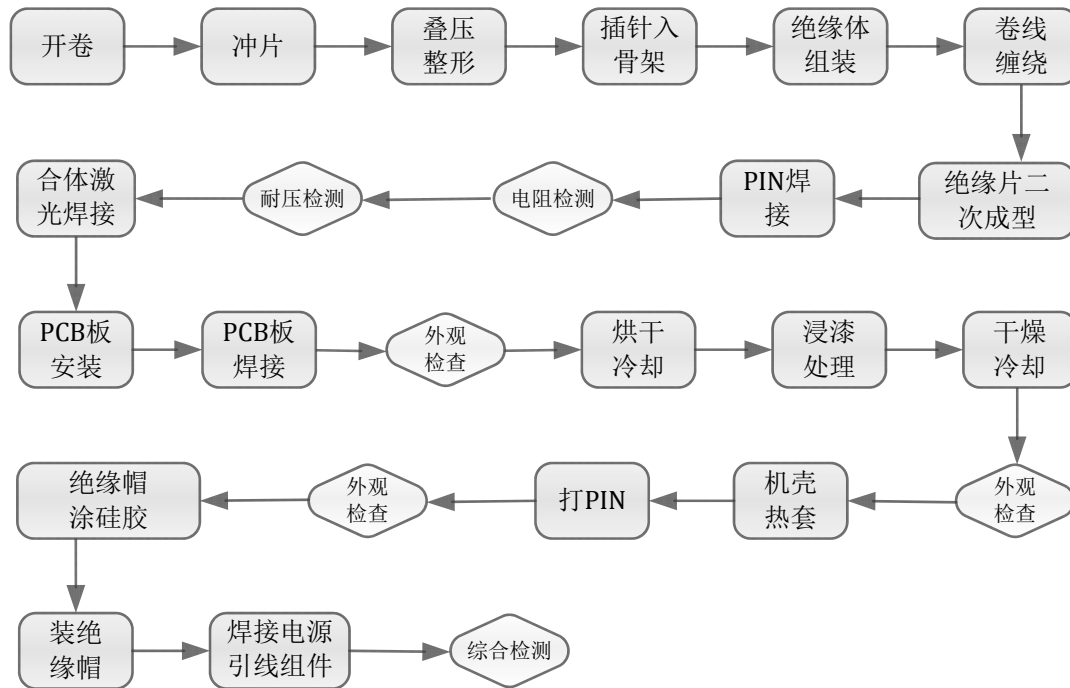 开卷
冲片
叠压
整形
插针入
骨架
绝缘体
组装
卷线
缠绕
合体激
光焊接
耐压检测
电阻检测
PIN焊
接
绝缘片二
次成型
PCB板
安装
PCB板
焊接
外观
检查
烘干
冷却
浸漆
处理
干燥
冷却
绝缘帽
涂硅胶
外观
检查
打PIN
机壳
热套
外观
检查
装绝
缘帽
焊接电源
引线组件
综合检测